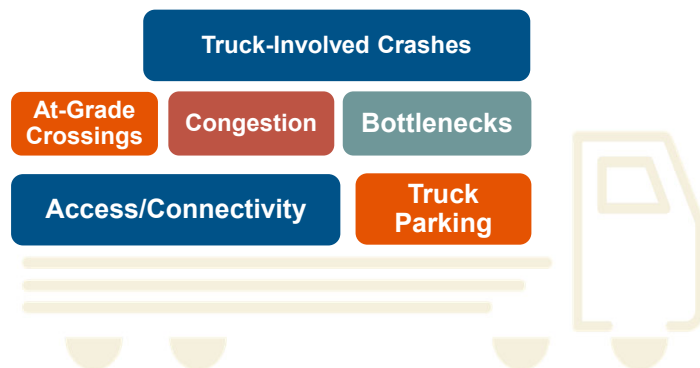 Truck-Involved Crashes
At-Grade
Crossings
Congestion
Bottlenecks
Access/Connectivity
Truck
Parking